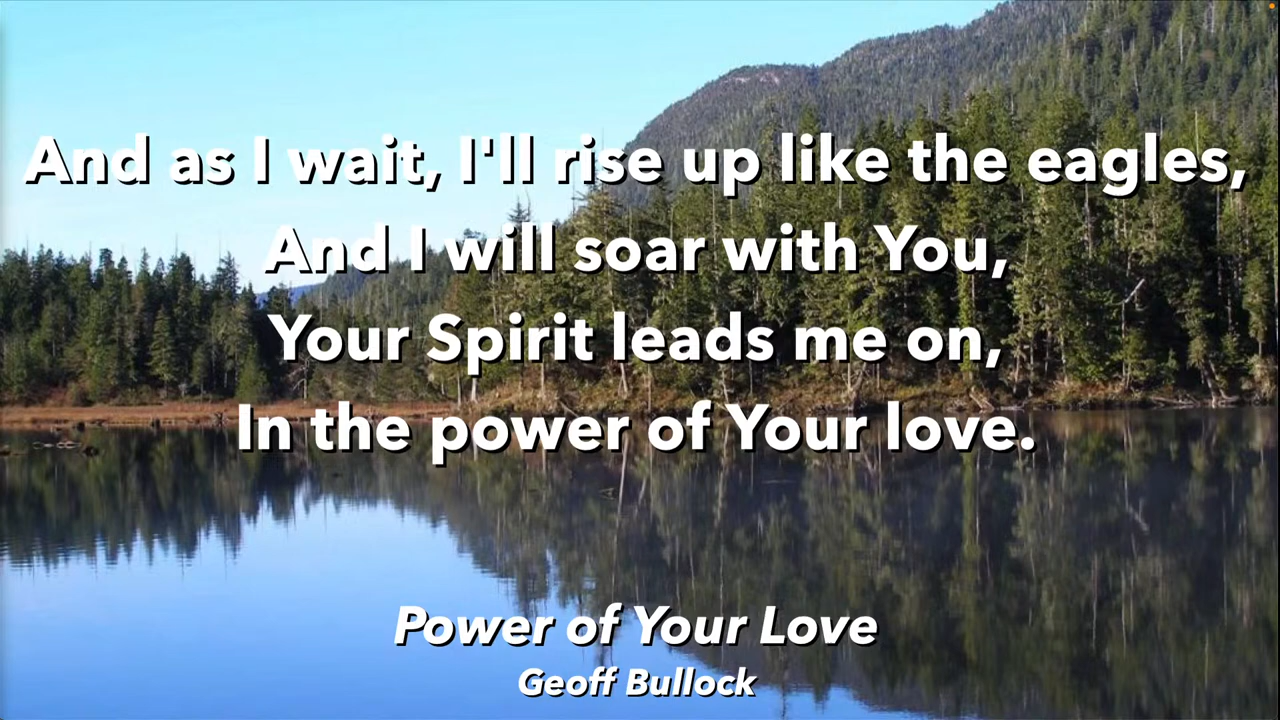 And as I wait, I'll rise up like the eagles,
And I will soar with You,
Your Spirit leads me on,
In the power of Your love.
Power of Your Love
Geoff Bullock